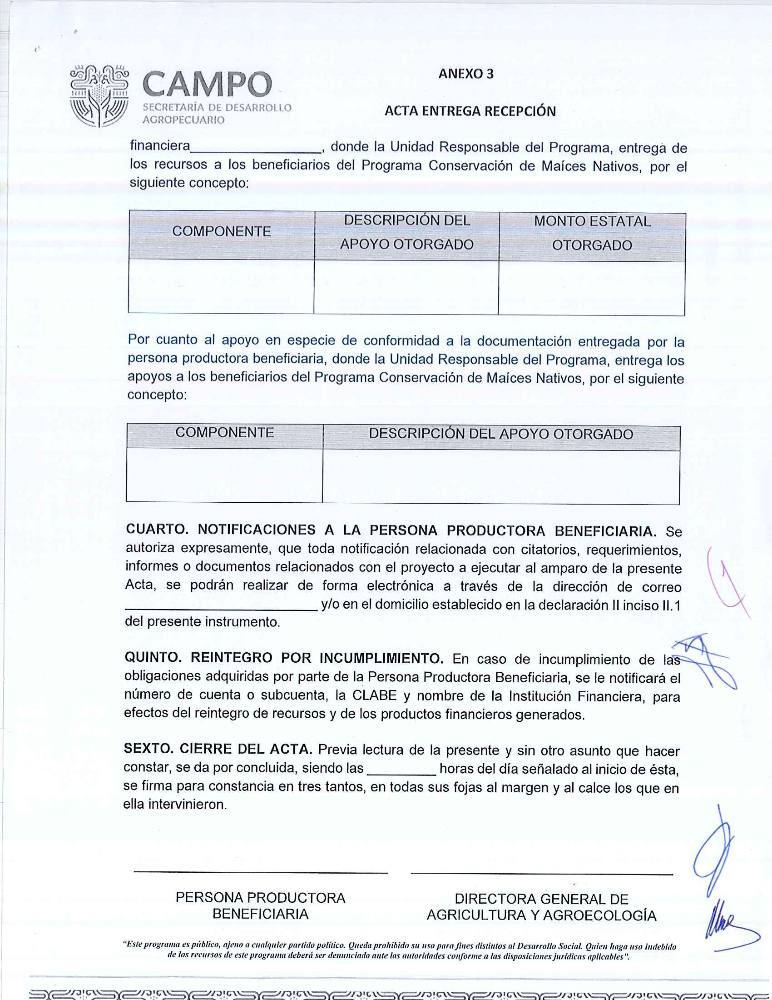 CAMPO
SECRETARÍA DE DESARROLLO
AGROPECUARIO
ANEXO 3
ACTA ENTREGA RECEPCIÓN
financiera__________________, donde la Unidad Responsable del Programa, entrega de
los recursos a los beneficiarios del Programa Conservación de Maíces Nativos, por el
siguiente concepto:
COMPONENTE
DESCRIPCIÓN DEL
APOYO OTORGADO
MONTO ESTATAL
OTORGADO
Por cuanto al apoyo en especie de conformidad a la documentación entregada por la
persona productora beneficiaria, donde la Unidad Responsable del Programa, entrega los
apoyos a los beneficiarios del Programa Conservación de Maíces Nativos, por el siguiente
concepto:
COMPONENTE
DESCRIPCIÓN DEL APOYO OTORGADO
CUARTO. NOTIFICACIONES A LA PERSONA PRODUCTORA BENEFICIARIA. Se
autoriza expresamente, que toda notificación relacionada con citatorios, requerimientos,
informes o documentos relacionados con el proyecto a ejecutar al amparo de la presente
Acta, se podrán realizar de forma electrónica a través de la dirección de correo
__________________________ y/o en el domicilio establecido en la declaración II inciso II.1
del presente instrumento.
QUINTO. REINTEGRO POR INCUMPLIMIENTO. En caso de incumplimiento de las
obligaciones adquiridas por parte de la Persona Productora Beneficiaria, se le notificará el
número de cuenta o subcuenta, la CLABE y nombre de la Institución Financiera, para
efectos del reintegro de recursos y de los productos financieros generados.
SEXTO. CIERRE DEL ACTA. Previa lectura de la presente y sin otro asunto que hacer
constar, se da por concluida, siendo las _________ horas del día señalado al inicio de ésta,
se firma para constancia en tres tantos, en todas sus fojas al margen y al calce los que en
ella intervinieron.
PERSONA PRODUCTORA
BENEFICIARIA
DIRECTORA GENERAL DE
AGRICULTURA Y AGROECOLOGÍA
“Este programa es público, ajeno a cualquier partido político. Queda prohibido su uso para fines distintos al Desarrollo Social. Quien haga uso indebido
de los recursos de este programa deberá ser denunciado ante las autoridades conforme a las disposiciones jurídicas aplicables”.